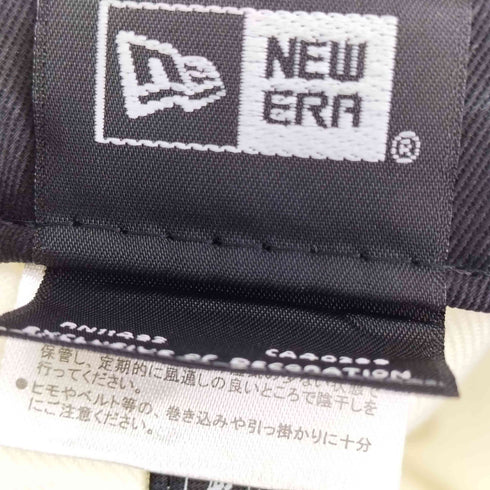 NEW
ERA
®
EXCLUSIVE OF DECORATION
保管し、定期的に風通しの良いところで陰干しを
行ってください。
●ヒモやベルト等の、巻き込みや引っ掛かりに十分
にご注意ください。